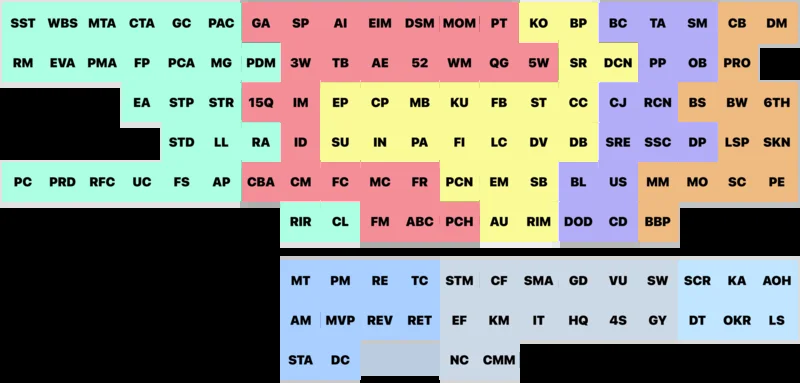 SST WBS MTA CTA GC PAC GA SP AI EIM DSM MOM PT KO BP BC TA SM CB DM
RM EVA PMA FP PCA MG PDM 3W TB AE 52 WM QG 5W SR DCN PP OB PRO
EA STP STR 15Q IM EP CP MB KU FB ST CC CJ RCN BS BW 6TH
STD LL RA ID SU IN PA FI LC DV DB SRE SSC DP LSP SKN
PC PRD RFC UC FS AP CBA CM FC MC FR PCN EM SB BL US MM MO SC PE
RIR CL FM ABC PCH AU RIM DOD CD BBP
MT PM RE TC STM CF SMA GD VU SW SCR KA AOH
AM MVP REV RET EF KM IT HQ 4S GY DT OKR LS
STA DC NC CMM